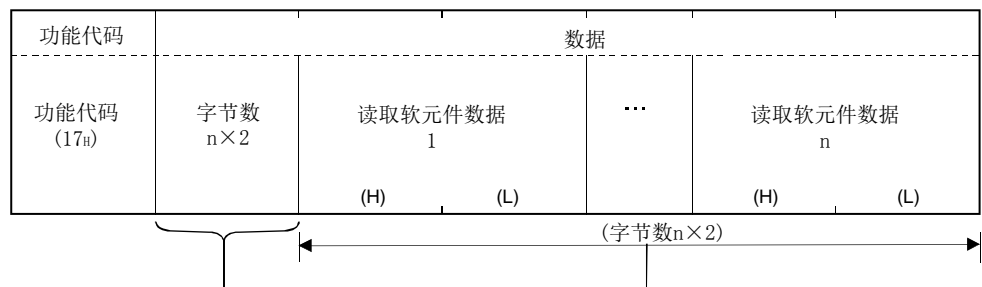 功能代码
数据
功能代码
(17H)
字节数
n×2
读取软元件数据
1
...
读取软元件数据
n
(H)
(L)
(H)
(L)
(字节数n×2)